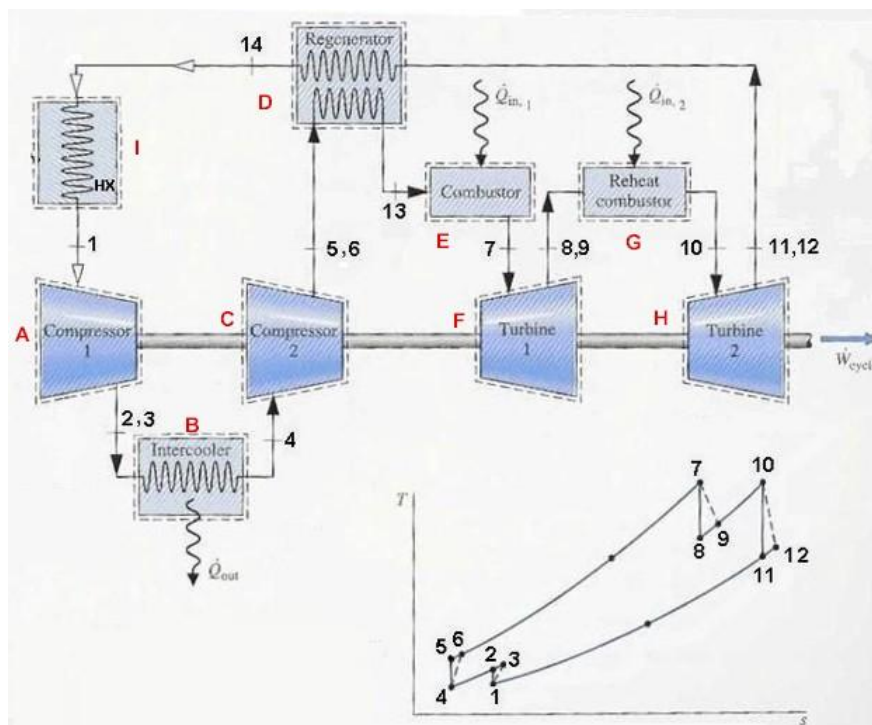 14
Regenerator
D
Q̇in, 1
Q̇in, 2
I
HX
Combustor
Reheat
combustor
13
E
G
1
5,6
7
8,9
10
11,12
A
Compressor
1
C
Compressor
2
F
Turbine
1
H
Turbine
2
Ẇcycle
2,3
B
4
Intercooler
Q̇out
T
7
10
8
9
12
11
5
6
2
3
4
1
s